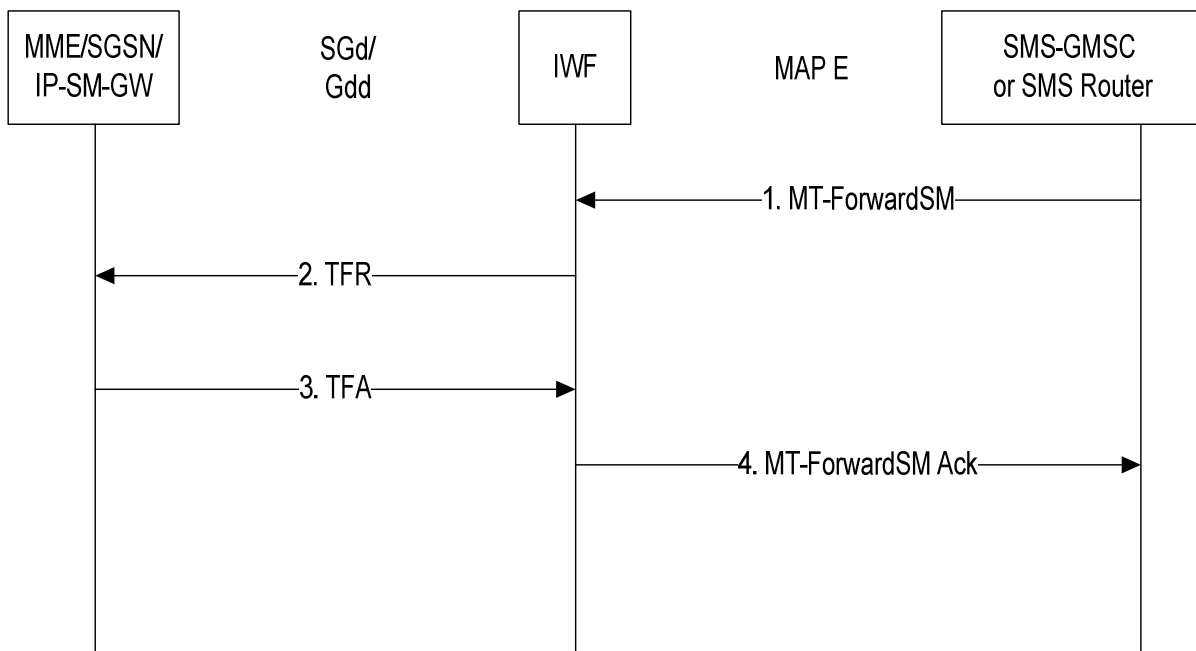 MME/SGSN/
IP-SM-GW
SGd/
Gdd
IWF
MAP E
SMS-GMSC
or SMS Router
1. MT-ForwardSM
2. TFR
3. TFA
4. MT-ForwardSM Ack